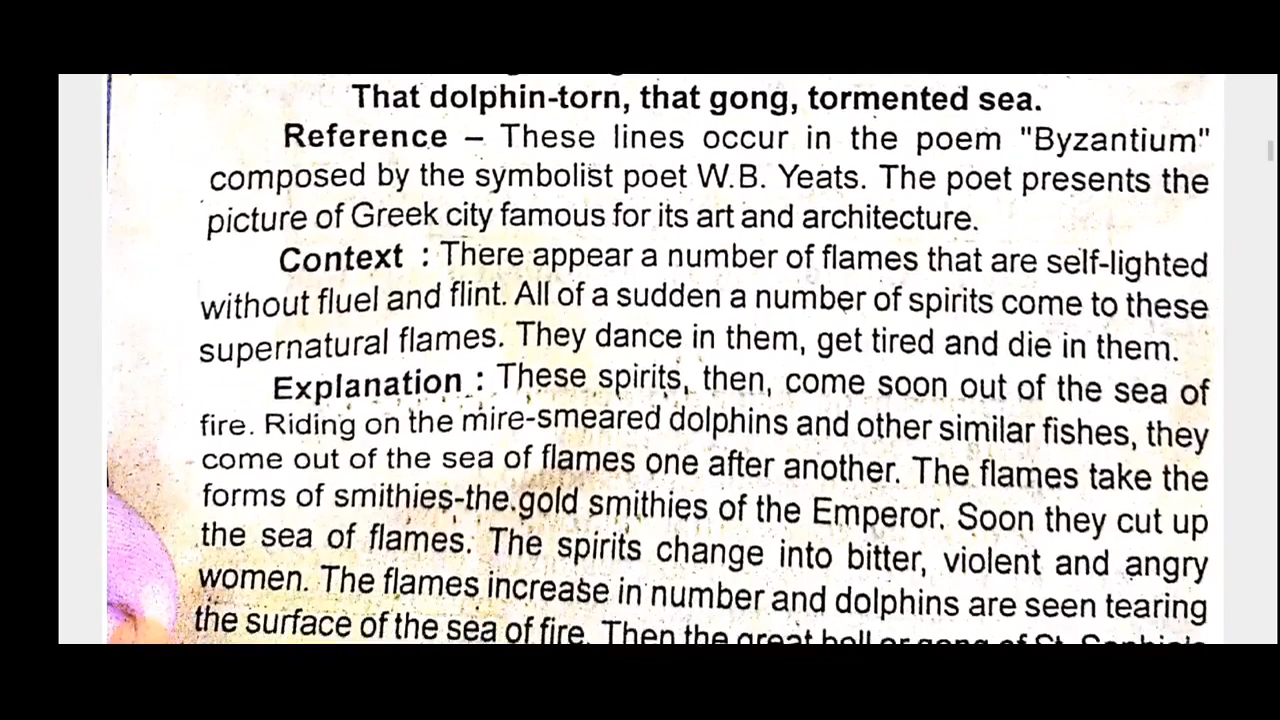 That dolphin-torn, that gong, tormented sea.
Reference – These lines occur in the poem "Byzantium"
composed by the symbolist poet W.B. Yeats. The poet presents the
picture of Greek city famous for its art and architecture.
Context : There appear a number of flames that are self-lighted
without fluel and flint. All of a sudden a number of spirits come to these
supernatural flames. They dance in them, get tired and die in them.
Explanation : These spirits, then, come soon out of the sea of
fire. Riding on the mire-smeared dolphins and other similar fishes, they
come out of the sea of flames one after another. The flames take the
forms of smithies-the.gold smithies of the Emperor. Soon they cut up
the sea of flames. The spirits change into bitter, violent and angry
women. The flames increase in number and dolphins are seen tearing
the surface of the sea of fire. Then the great bell or gong of St. Sophia's